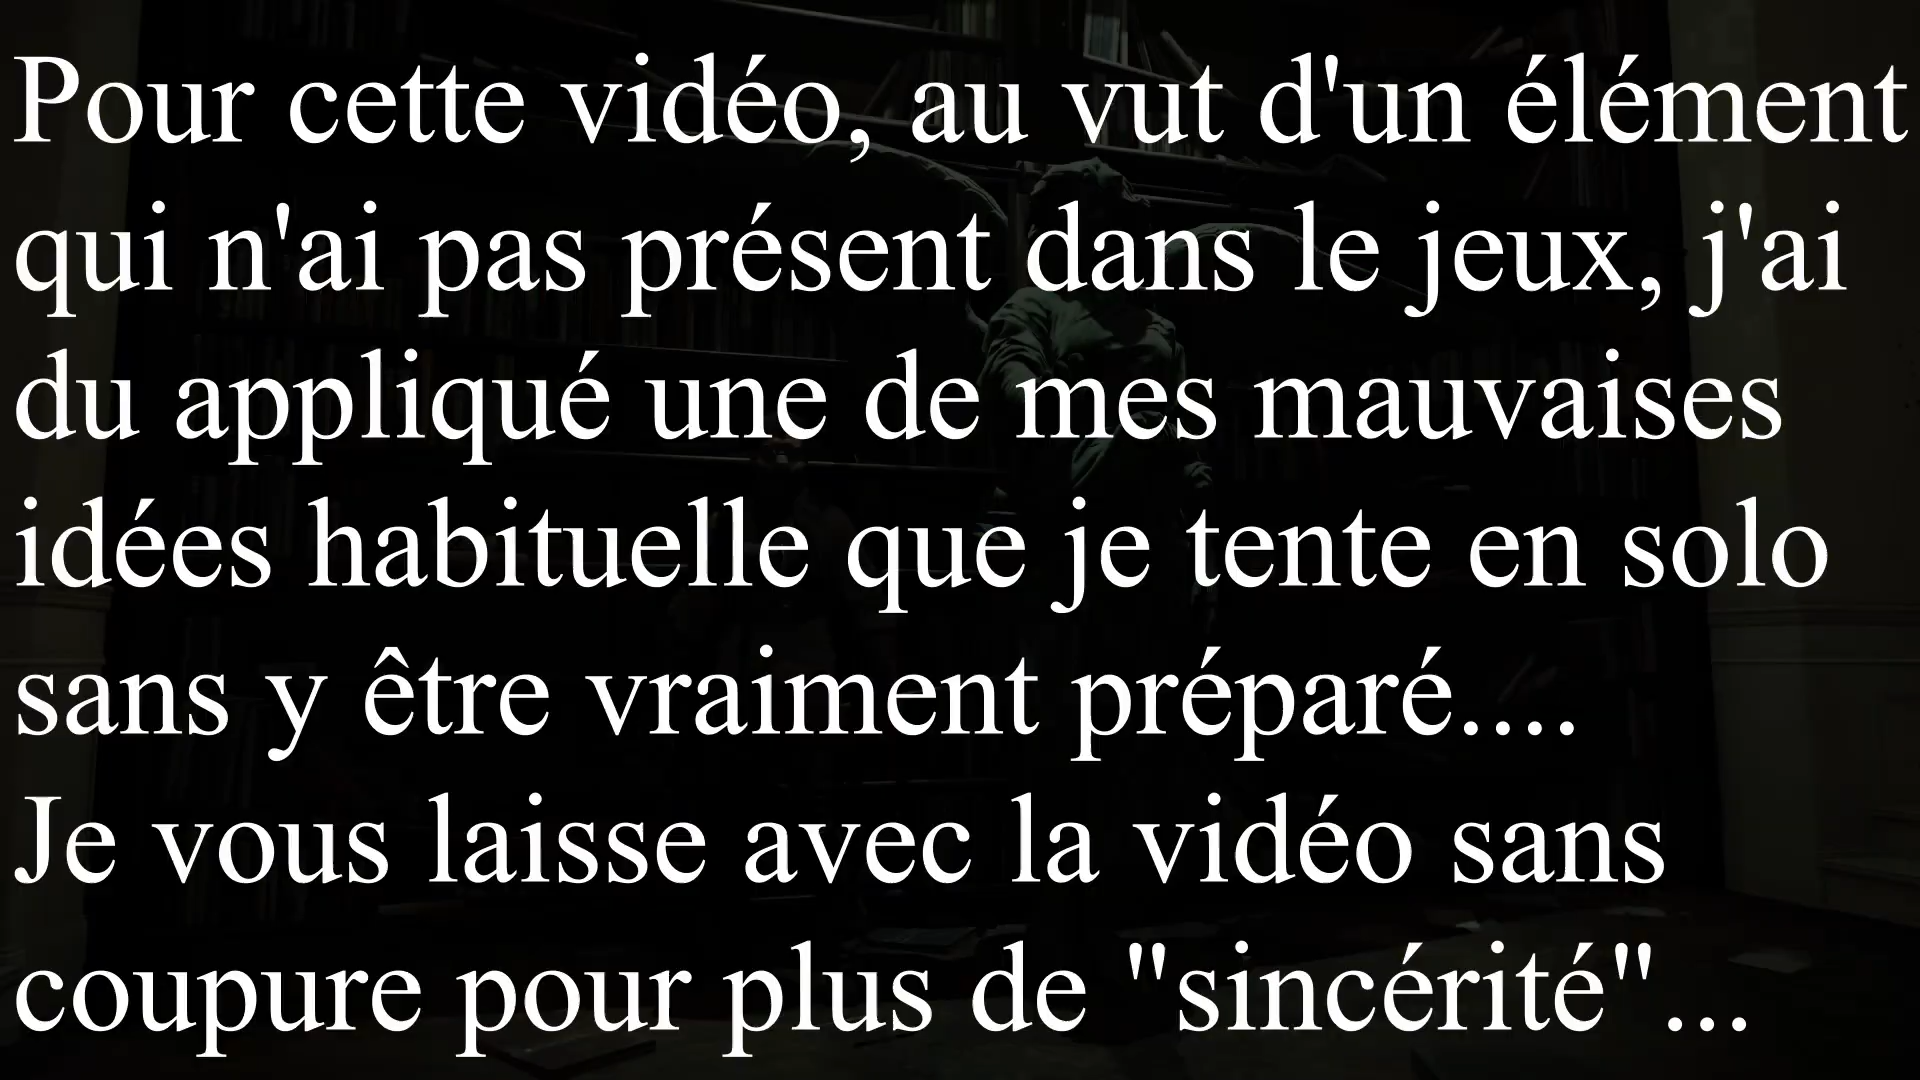 Pour cette vidéo, au vut d'un élément
qui n'ai pas présent dans le jeux, j'ai
du appliqué une de mes mauvaises
idées habituelle que je tente en solo
sans y être vraiment préparé....
Je vous laisse avec la vidéo sans
coupure pour plus de "sincérité"...